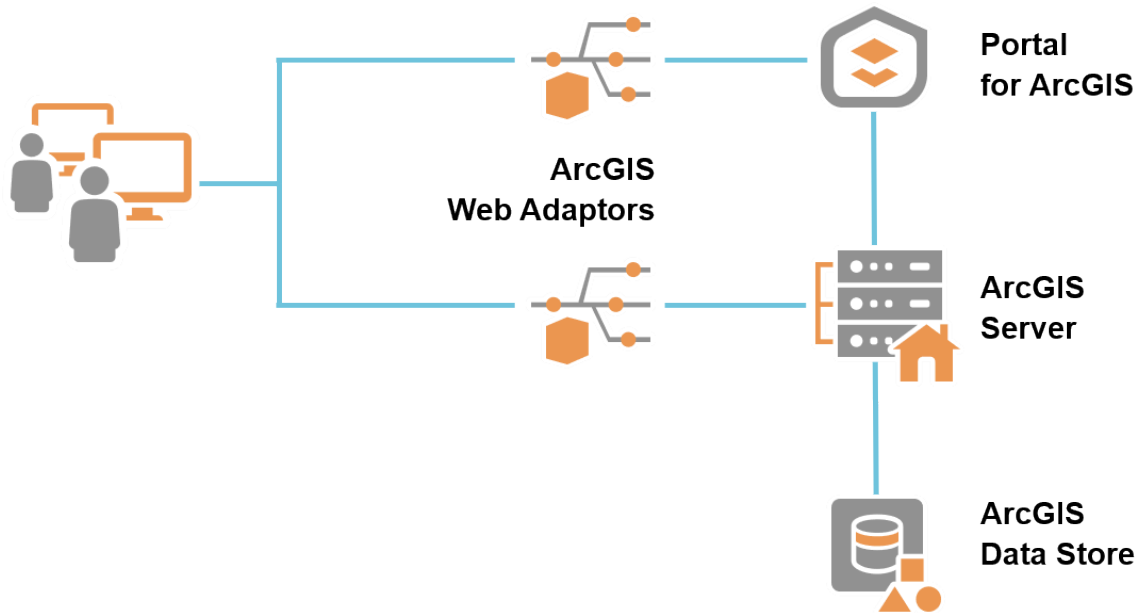 Portal
for ArcGIS
ArcGIS
Web Adaptors
ArcGIS
Server
ArcGIS
Data Store